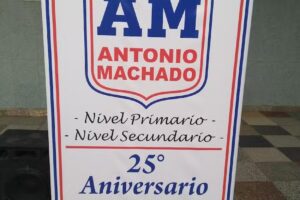 AM
ANTONIO
MACHADO
- Nivel Primario -
- Nivel Secundario -
25°
Aniversario